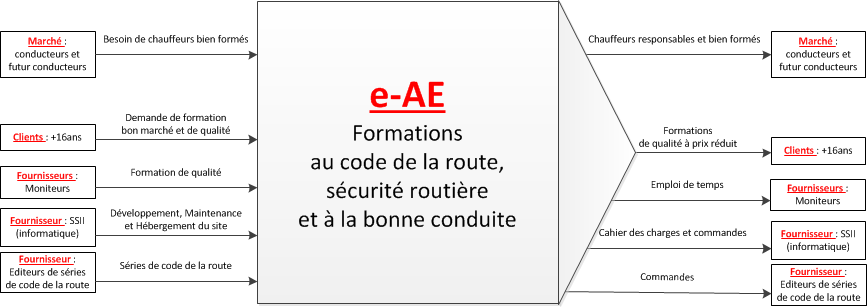 Marché :
conducteurs et
futur conducteurs
Besoin de chauffeurs bien formés
Clients : +16ans
Demande de formation
bon marché et de qualité
Fournisseurs :
Moniteurs
Formation de qualité
Fournisseur : SSII
(informatique)
Développement, Maintenance
et Hébergement du site
Fournisseur :
Editeurs de séries
de code de la route
Séries de code de la route
e-AE
Formations
au code de la route,
sécurité routière
et à la bonne conduite
Chauffeurs responsables et bien formés
Marché :
conducteurs et
futur conducteurs
Formations
de qualité à prix réduit
Clients : +16ans
Emploi de temps
Fournisseurs :
Moniteurs
Cahier des charges et commandes
Fournisseur : SSII
(informatique)
Commandes
Fournisseur :
Editeurs de séries
de code de la route